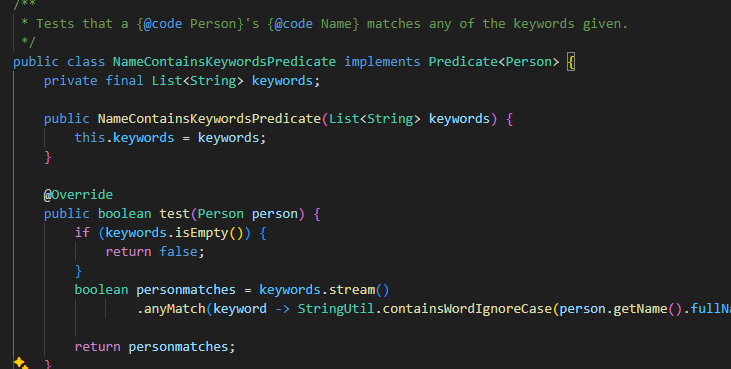 /**
* Tests that a {@code Person}'s {@code Name} matches any of the keywords given.
*/
public class NameContainsKeywordsPredicate implements Predicate<Person> {
private final List<String> keywords;
public NameContainsKeywordsPredicate(List<String> keywords) {
this.keywords = keywords;
}
@Override
public boolean test(Person person) {
if (keywords.isEmpty()) {
return false;
}
boolean personmatches = keywords.stream()
.anyMatch(keyword -> StringUtil.containsWordIgnoreCase(person.getName().fullNa
return personmatches;
}